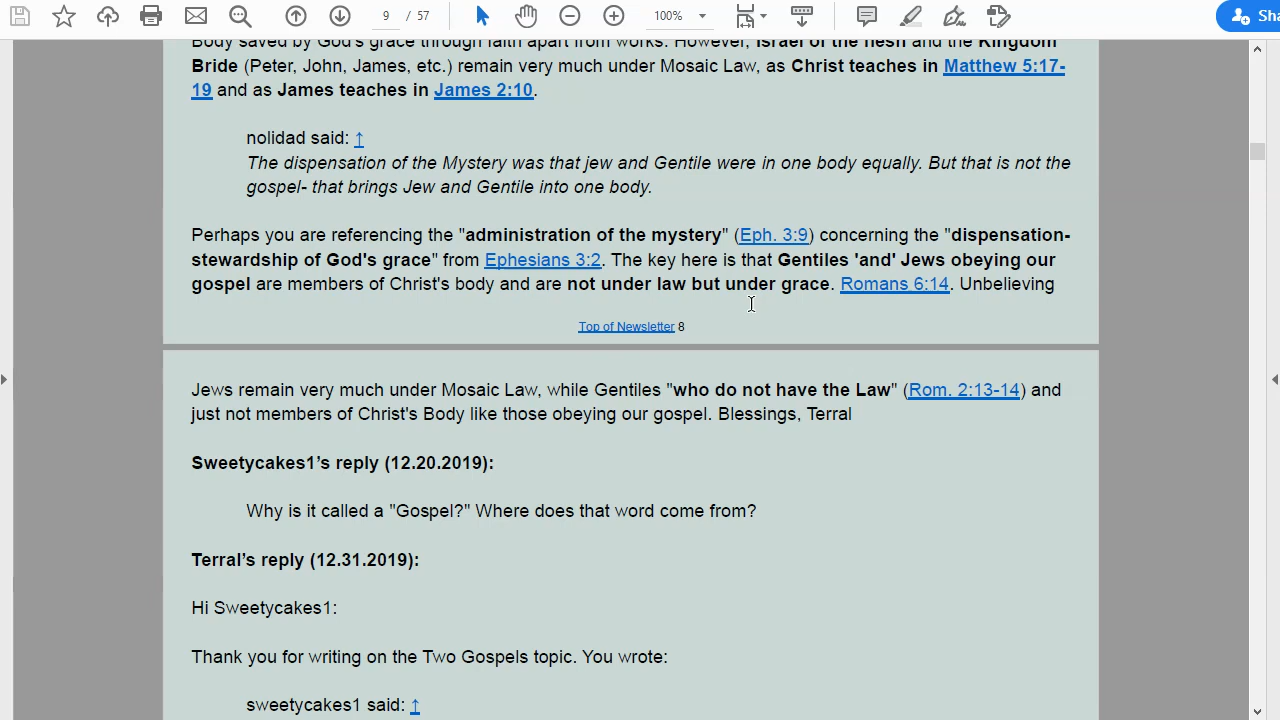 9 / 57
100%
Sha
Body saved by God's grace through faith apart from works. However, Israel of the flesh and the Kingdom
Bride (Peter, John, James, etc.) remain very much under Mosaic Law, as Christ teaches in Matthew 5:17-
19 and as James teaches in James 2:10.
nolidad said: ↑
The dispensation of the Mystery was that jew and Gentile were in one body equally. But that is not the
gospel- that brings Jew and Gentile into one body.
Perhaps you are referencing the "administration of the mystery" (Eph. 3:9) concerning the "dispensation-
stewardship of God's grace" from Ephesians 3:2. The key here is that Gentiles 'and' Jews obeying our
gospel are members of Christ's body and are not under law but under grace. Romans 6:14. Unbelieving
Top of Newsletter 8
Jews remain very much under Mosaic Law, while Gentiles "who do not have the Law" (Rom. 2:13-14) and
just not members of Christ's Body like those obeying our gospel. Blessings, Terral
Sweetycakes1’s reply (12.20.2019):
Why is it called a "Gospel?" Where does that word come from?
Terral’s reply (12.31.2019):
Hi Sweetycakes1:
Thank you for writing on the Two Gospels topic. You wrote:
sweetycakes1 said: ↑